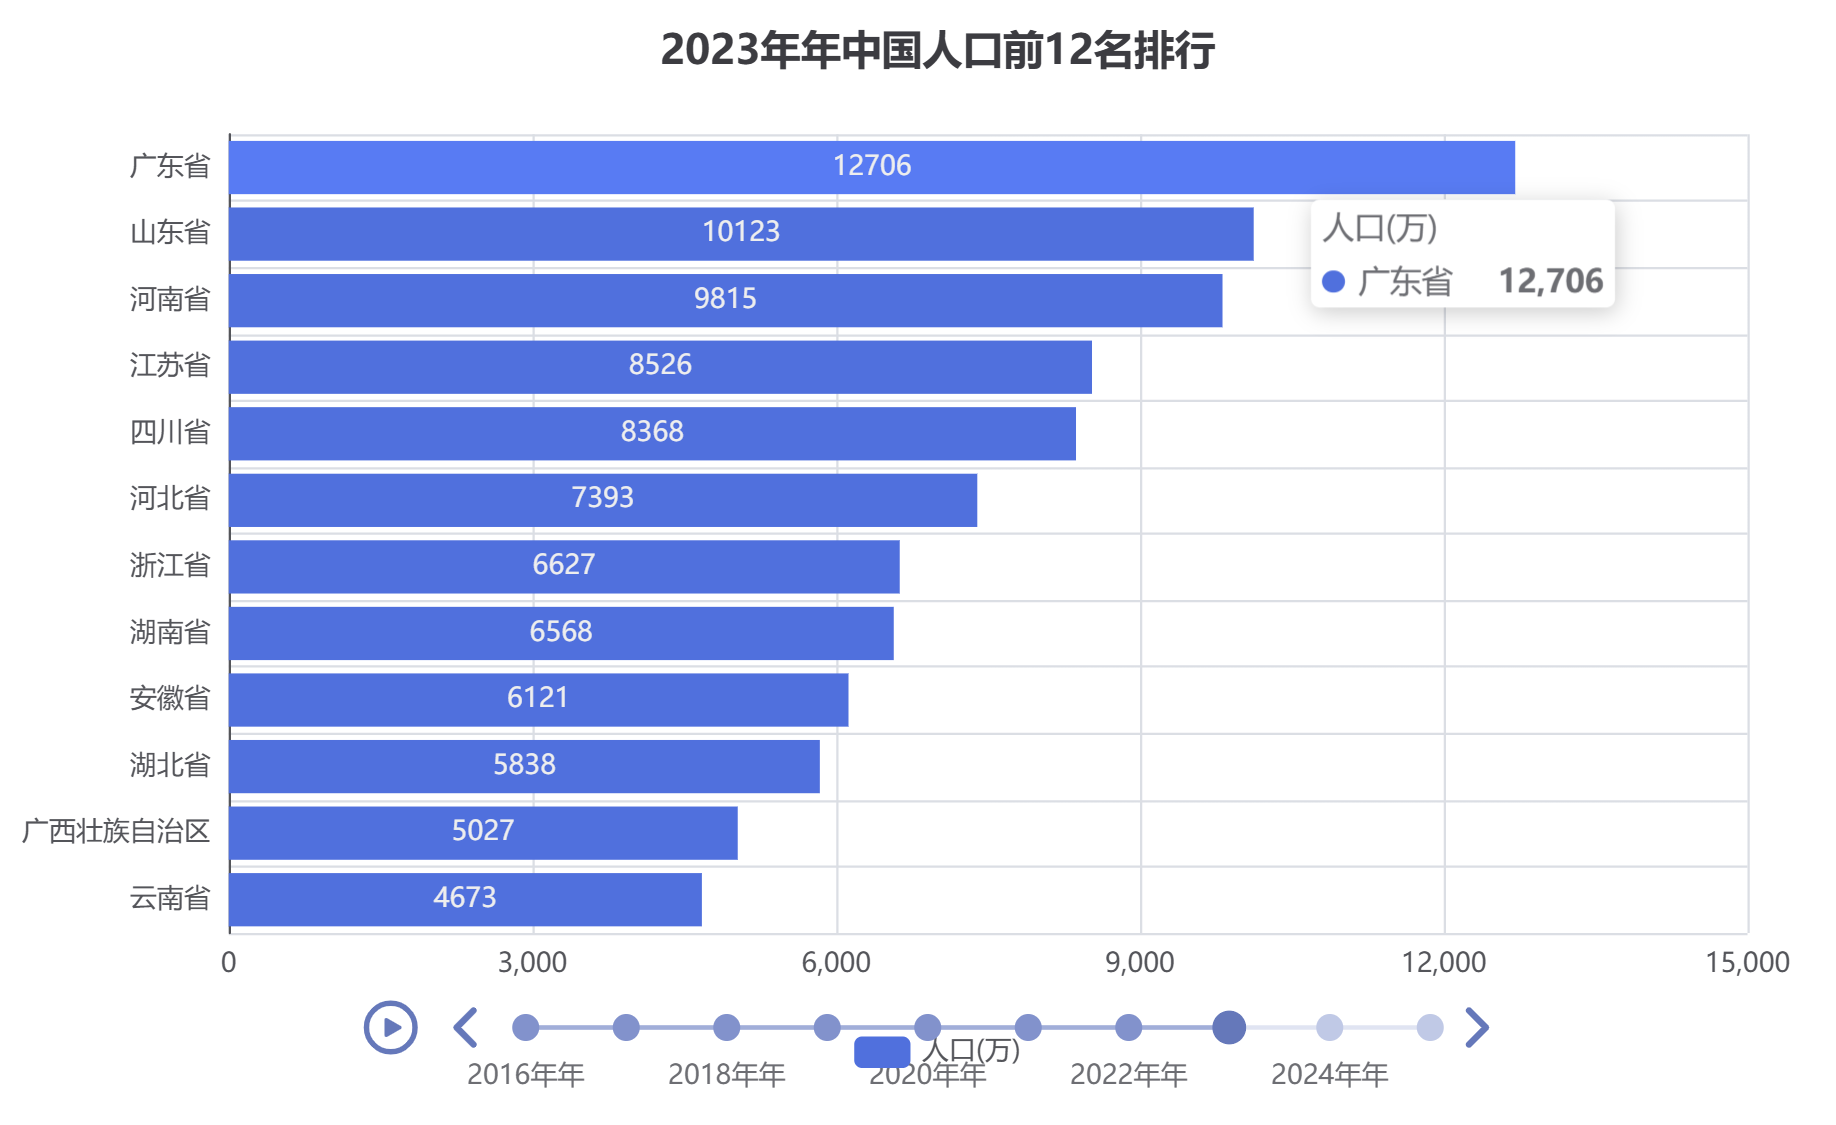 2023年年中国人口前12名排行
广东省 12706
山东省 10123
人口(万)
广东省 12,706
河南省 9815
江苏省 8526
四川省 8368
河北省 7393
浙江省 6627
湖南省 6568
安徽省 6121
湖北省 5838
广西壮族自治区 5027
云南省 4673
0 3,000 6,000 9,000 12,000 15,000
人口(万)
2016年年 2018年年 2020年年 2022年年 2024年年